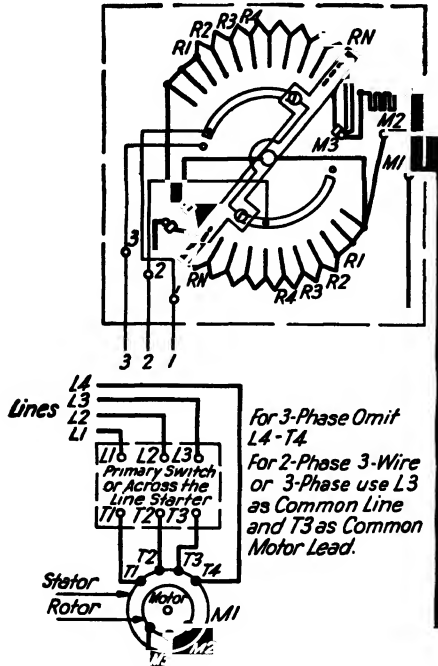 R4
R3
R2
R1
RN
M3
M2
M1
3
2
1
RN
R4
R3
R2
R1
3 2 1
L4
Lines L3
L2
L1
L1 L2 L3
Primary Switch
or Across the
Line Starter
T1 T2 T3
For 3-Phase Omit
L4-T4
For 2-Phase 3-Wire
or 3-Phase use L3
as Common Line
and T3 as Common
Motor Lead.
T1 T2 T3 T4
Stator
Rotor
Motor
M1
M2